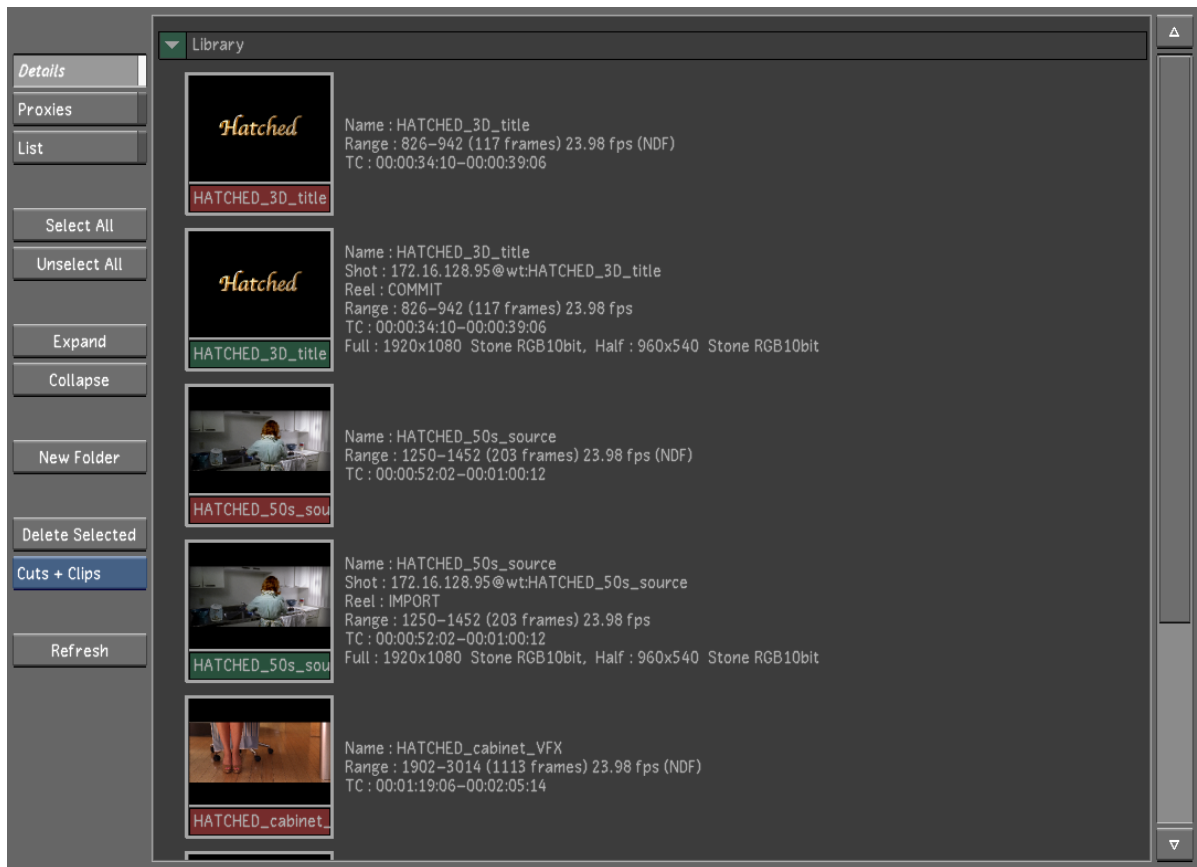 Details
Proxies
List
Select All
Unselect All
Expand
Collapse
New Folder
Delete Selected
Cuts + Clips
Refresh
Library
Hatched
HATCHED_3D_title
Name : HATCHED_3D_title
Range : 826–942 (117 frames) 23.98 fps (NDF)
TC : 00:00:34:10–00:00:39:06
Hatched
HATCHED_3D_title
Name : HATCHED_3D_title
Shot : 172.16.128.95@wt:HATCHED_3D_title
Reel : COMMIT
Range : 826–942 (117 frames) 23.98 fps
TC : 00:00:34:10–00:00:39:06
Full : 1920x1080 Stone RGB10bit, Half : 960x540 Stone RGB10bit
HATCHED_50s_sou
Name : HATCHED_50s_source
Range : 1250–1452 (203 frames) 23.98 fps (NDF)
TC : 00:00:52:02–00:01:00:12
HATCHED_50s_sou
Name : HATCHED_50s_source
Shot : 172.16.128.95@wt:HATCHED_50s_source
Reel : IMPORT
Range : 1250–1452 (203 frames) 23.98 fps
TC : 00:00:52:02–00:01:00:12
Full : 1920x1080 Stone RGB10bit, Half : 960x540 Stone RGB10bit
HATCHED_cabinet_
Name : HATCHED_cabinet_VFX
Range : 1902–3014 (1113 frames) 23.98 fps (NDF)
TC : 00:01:19:06–00:02:05:14